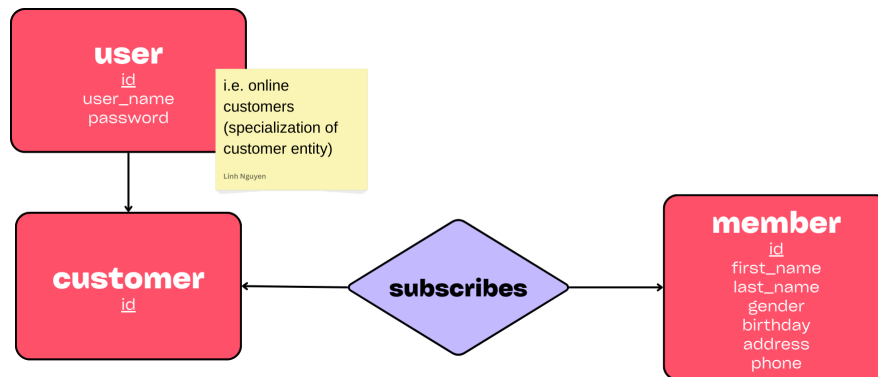 user
id
user_name
password
i.e. online
customers
(specialization of
customer entity)
Linh Nguyen
customer
id
subscribes
member
id
first_name
last_name
gender
birthday
address
phone